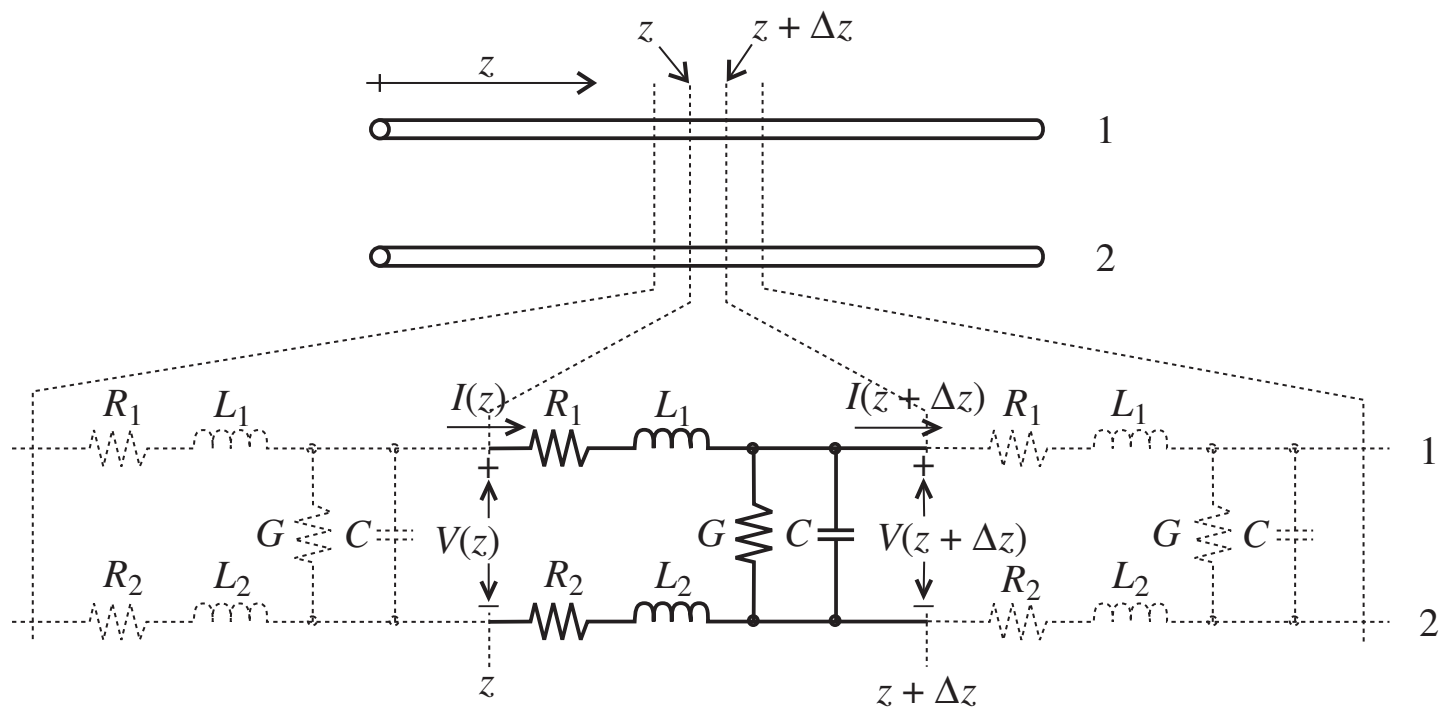 z z + Δz
z
1
2
I(z) I(z + Δz)
R1 L1 R1 L1 R1 L1
1
G C V(z) G C V(z + Δz) G C
+ +
R2 L2 R2 L2 R2 L2
− −
2
z z + Δz